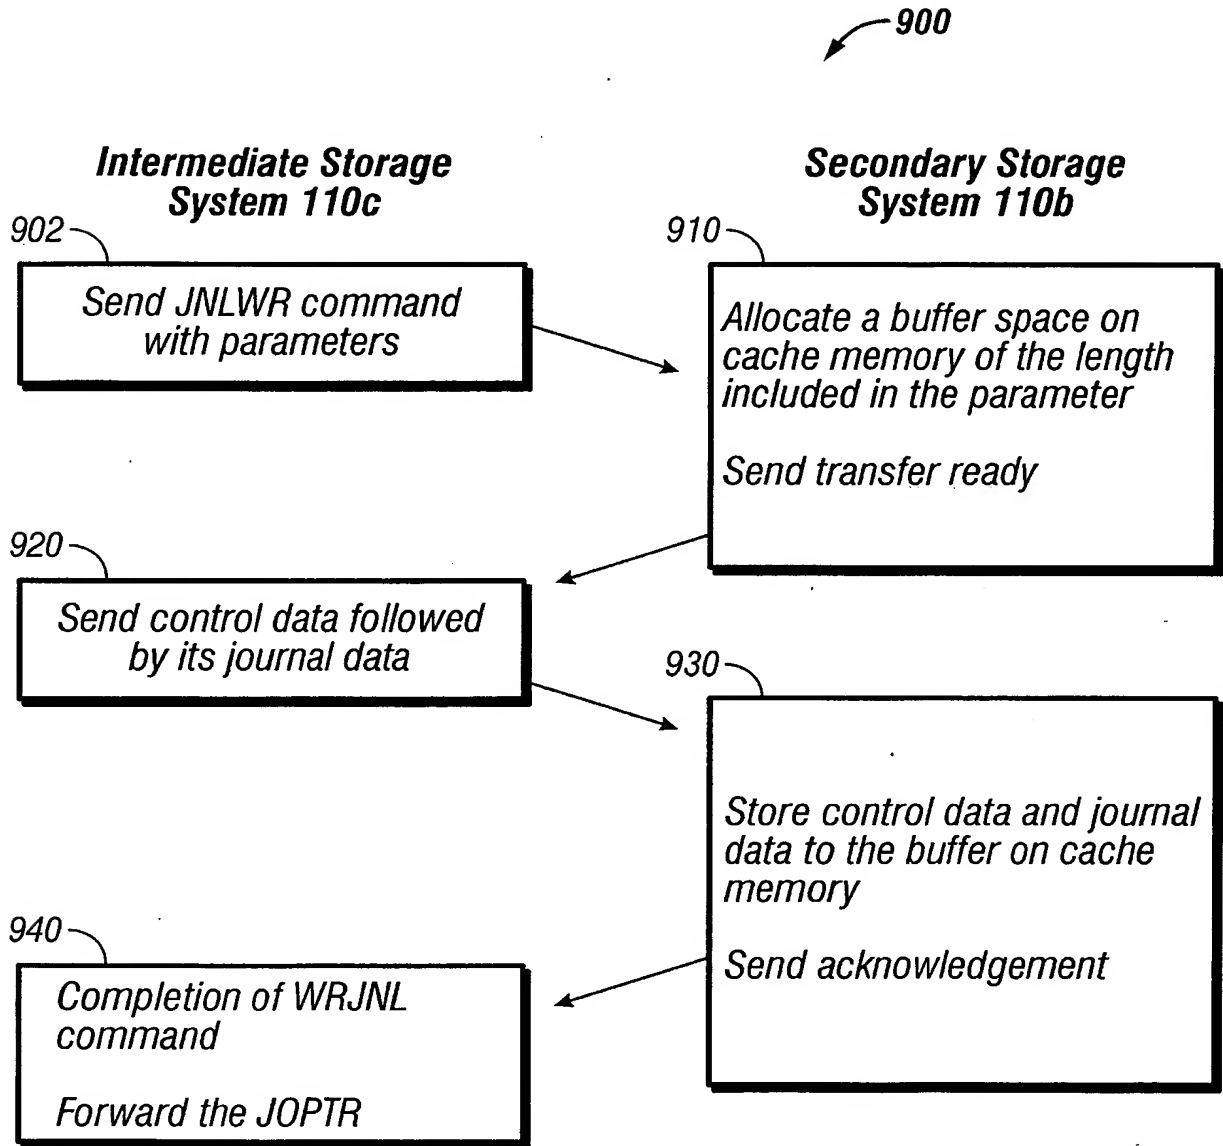 900
Intermediate Storage
System 110c
Secondary Storage
System 110b
902
Send JNLWR command
with parameters
910
Allocate a buffer space on
cache memory of the length
included in the parameter
Send transfer ready
920
Send control data followed
by its journal data
930
Store control data and journal
data to the buffer on cache
memory
Send acknowledgement
940
Completion of WRJNL
command
Forward the JOPTR